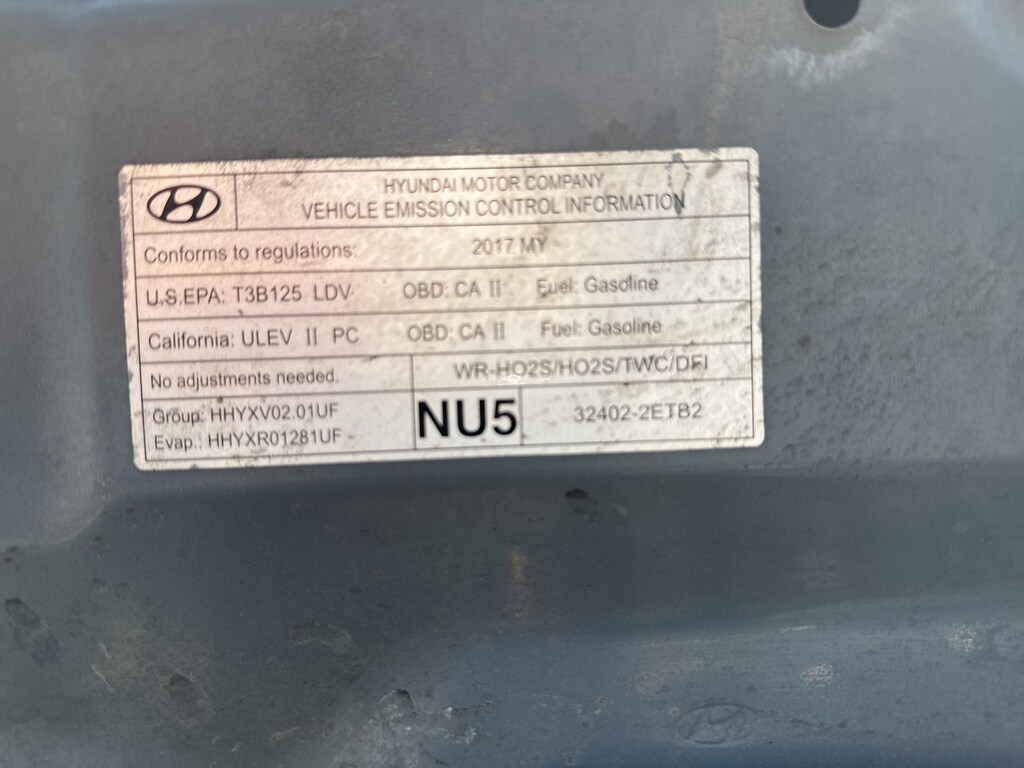 HYUNDAI MOTOR COMPANY
VEHICLE EMISSION CONTROL INFORMATION
Conforms to regulations: 2017 MY
U.S.EPA: T3B125 LDV OBD: CA II Fuel: Gasoline
California: ULEV II PC OBD: CA II Fuel: Gasoline
No adjustments needed. WR-HO2S/HO2S/TWC/DFI
Group: HHYXV02.01UF
Evap.: HHYXR01281UF
NU5 32402-2ETB2